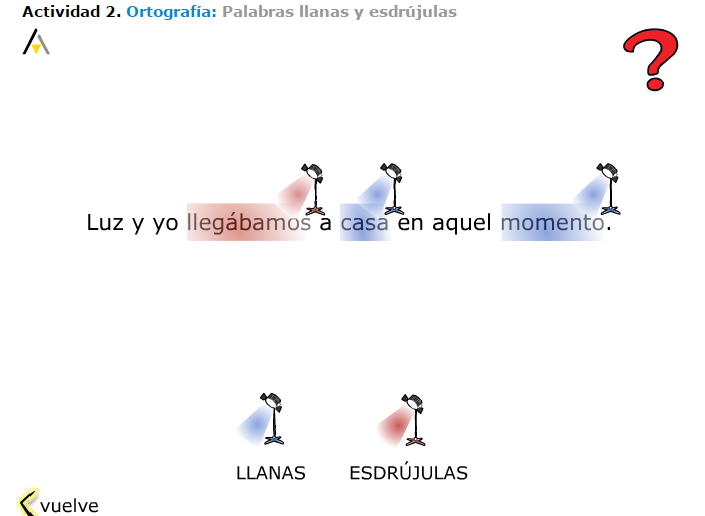 Actividad 2. Ortografía: Palabras llanas y esdrújulas
Luz y yo llegábamos a casa en aquel momento.
LLANAS ESDRÚJULAS
vuelve